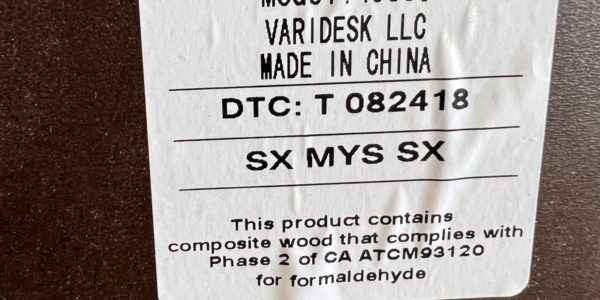 VARIDESK LLC
MADE IN CHINA
DTC: T 082418
SX MYS SX
This product contains
composite wood that complies with
Phase 2 of CA ATCM93120
for formaldehyde